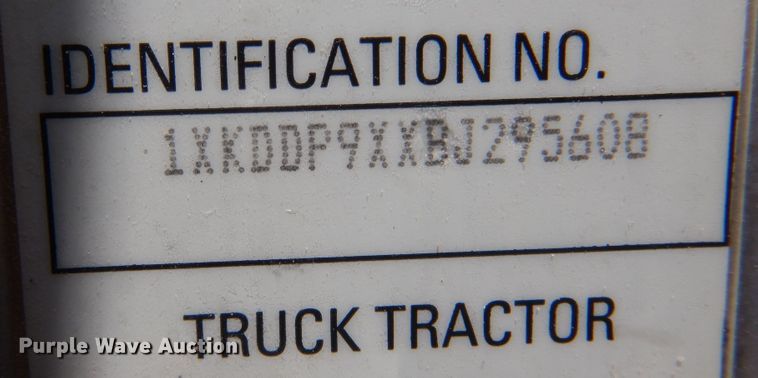 IDENTIFICATION NO.
1XKDDP9XXBJ295608
TRUCK TRACTOR
Purple Wave Auction